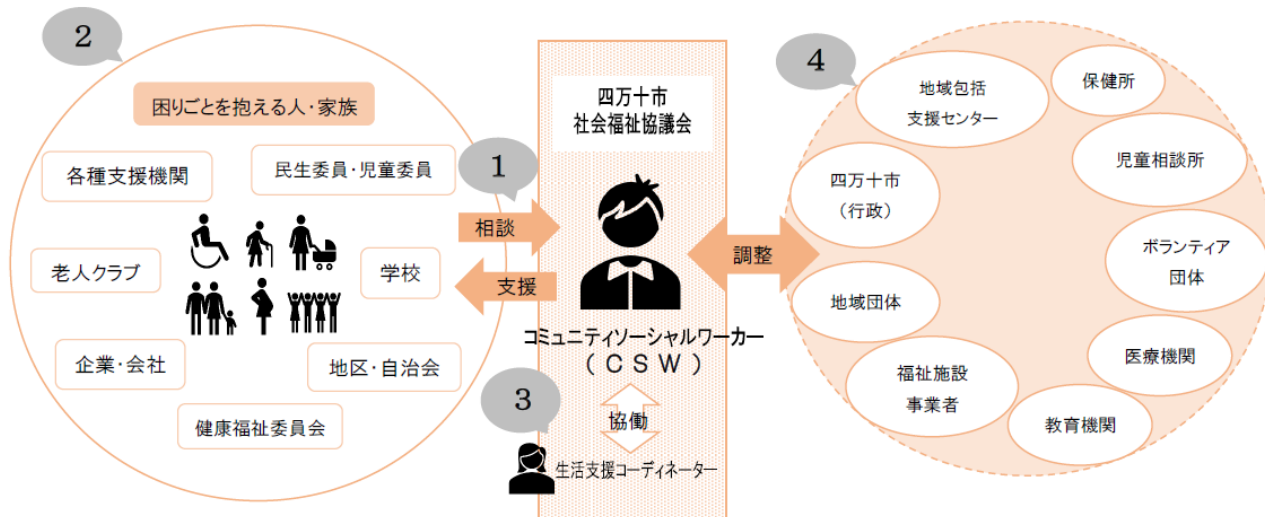 2
困りごとを抱える人・家族
各種支援機関
民生委員・児童委員
老人クラブ
学校
企業・会社
地区・自治会
健康福祉委員会
1
相談
支援
四万十市
社会福祉協議会
コミュニティソーシャルワーカー
（ＣＳＷ）
3
協働
生活支援コーディネーター
調整
4
地域包括
支援センター
保健所
児童相談所
四万十市
（行政）
ボランティア
団体
地域団体
医療機関
福祉施設
事業者
教育機関